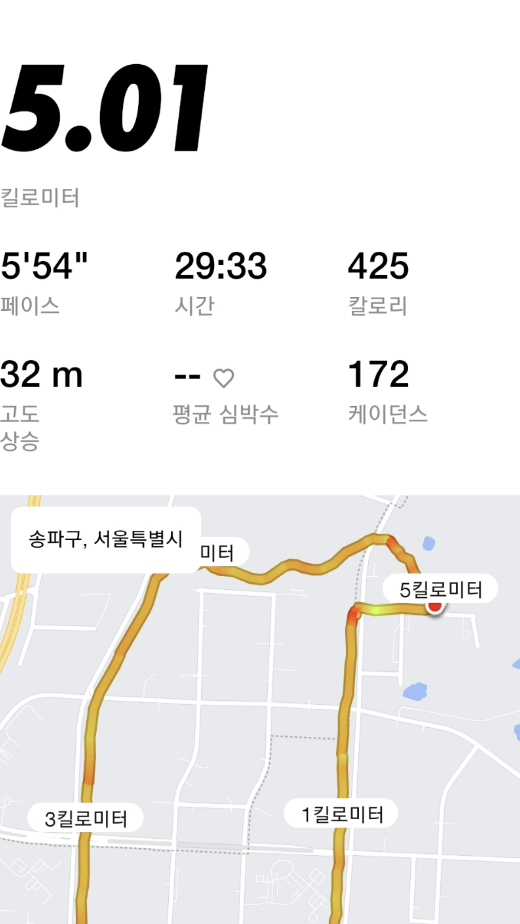 5.01
킬로미터
5'54" 29:33 425
페이스 시간 칼로리
32 m -- 172
고도 평균 심박수 케이던스
상승
송파구, 서울특별시
미터
5킬로미터
3킬로미터
1킬로미터